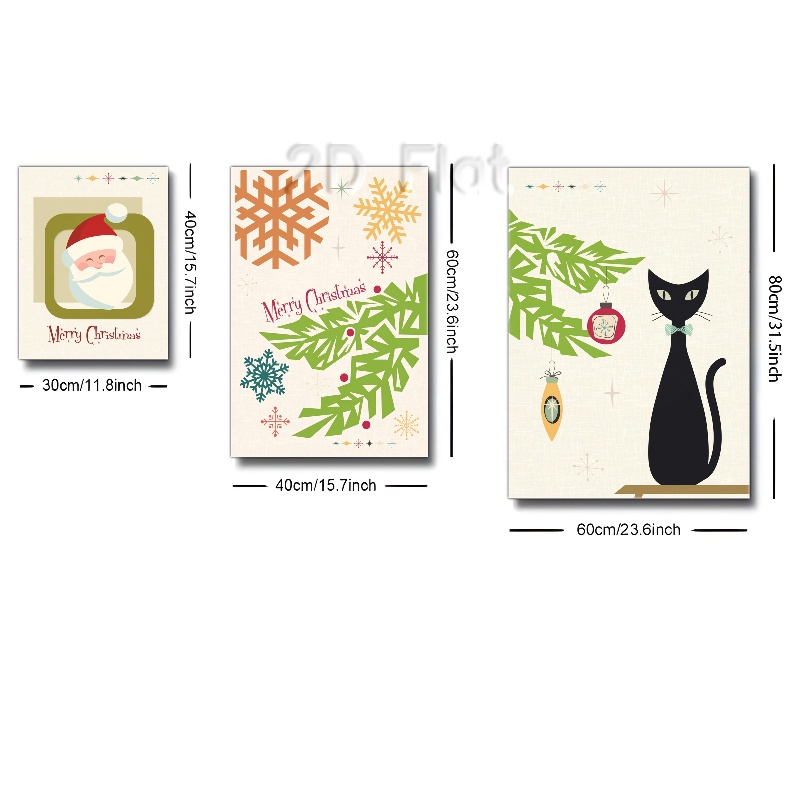 2D Flat
Merry Christmas
40cm/15.7inch
30cm/11.8inch
Merry Christmas
60cm/23.6inch
40cm/15.7inch
80cm/31.5inch
60cm/23.6inch